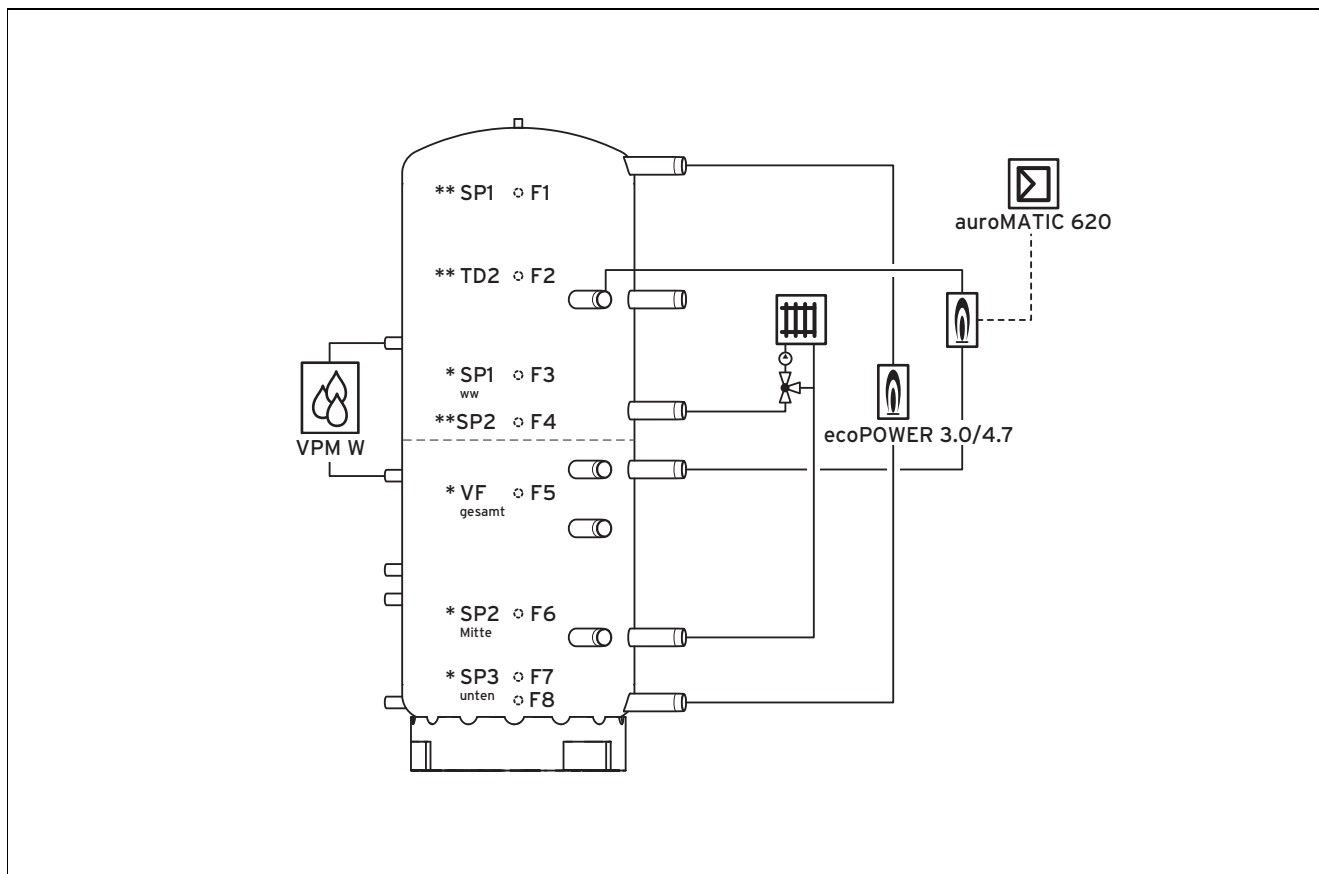 ** SP1 F1
auroMATIC 620
** TD2 F2
* SP1 F3
ww
**SP2 F4
ecoPOWER 3.0/4.7
VPM W
* VF F5
gesamt
* SP2 F6
Mitte
* SP3 F7
unten F8